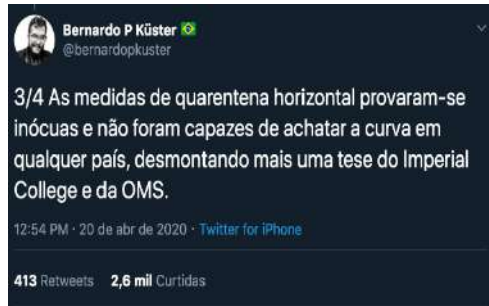 Bernardo P Küster 🇧🇷
@bernardopkuster
3/4 As medidas de quarentena horizontal provaram-se
inócuas e não foram capazes de achatar a curva em
qualquer país, desmontando mais uma tese do Imperial
College e da OMS.
12:54 PM · 20 de abr de 2020 · Twitter for iPhone
413 Retweets 2,6 mil Curtidas